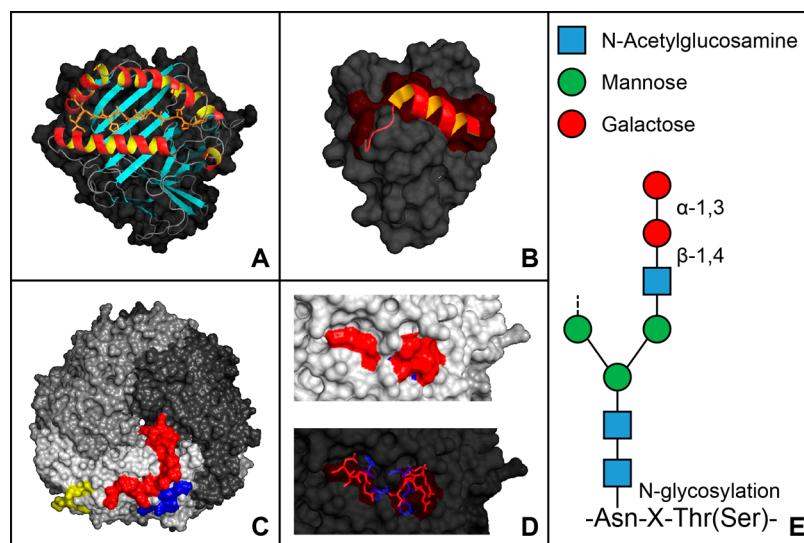 A
B
N-Acetylglucosamine
Mannose
Galactose
α-1,3
β-1,4
C
D
N-glycosylation
-Asn-X-Thr(Ser)-
E